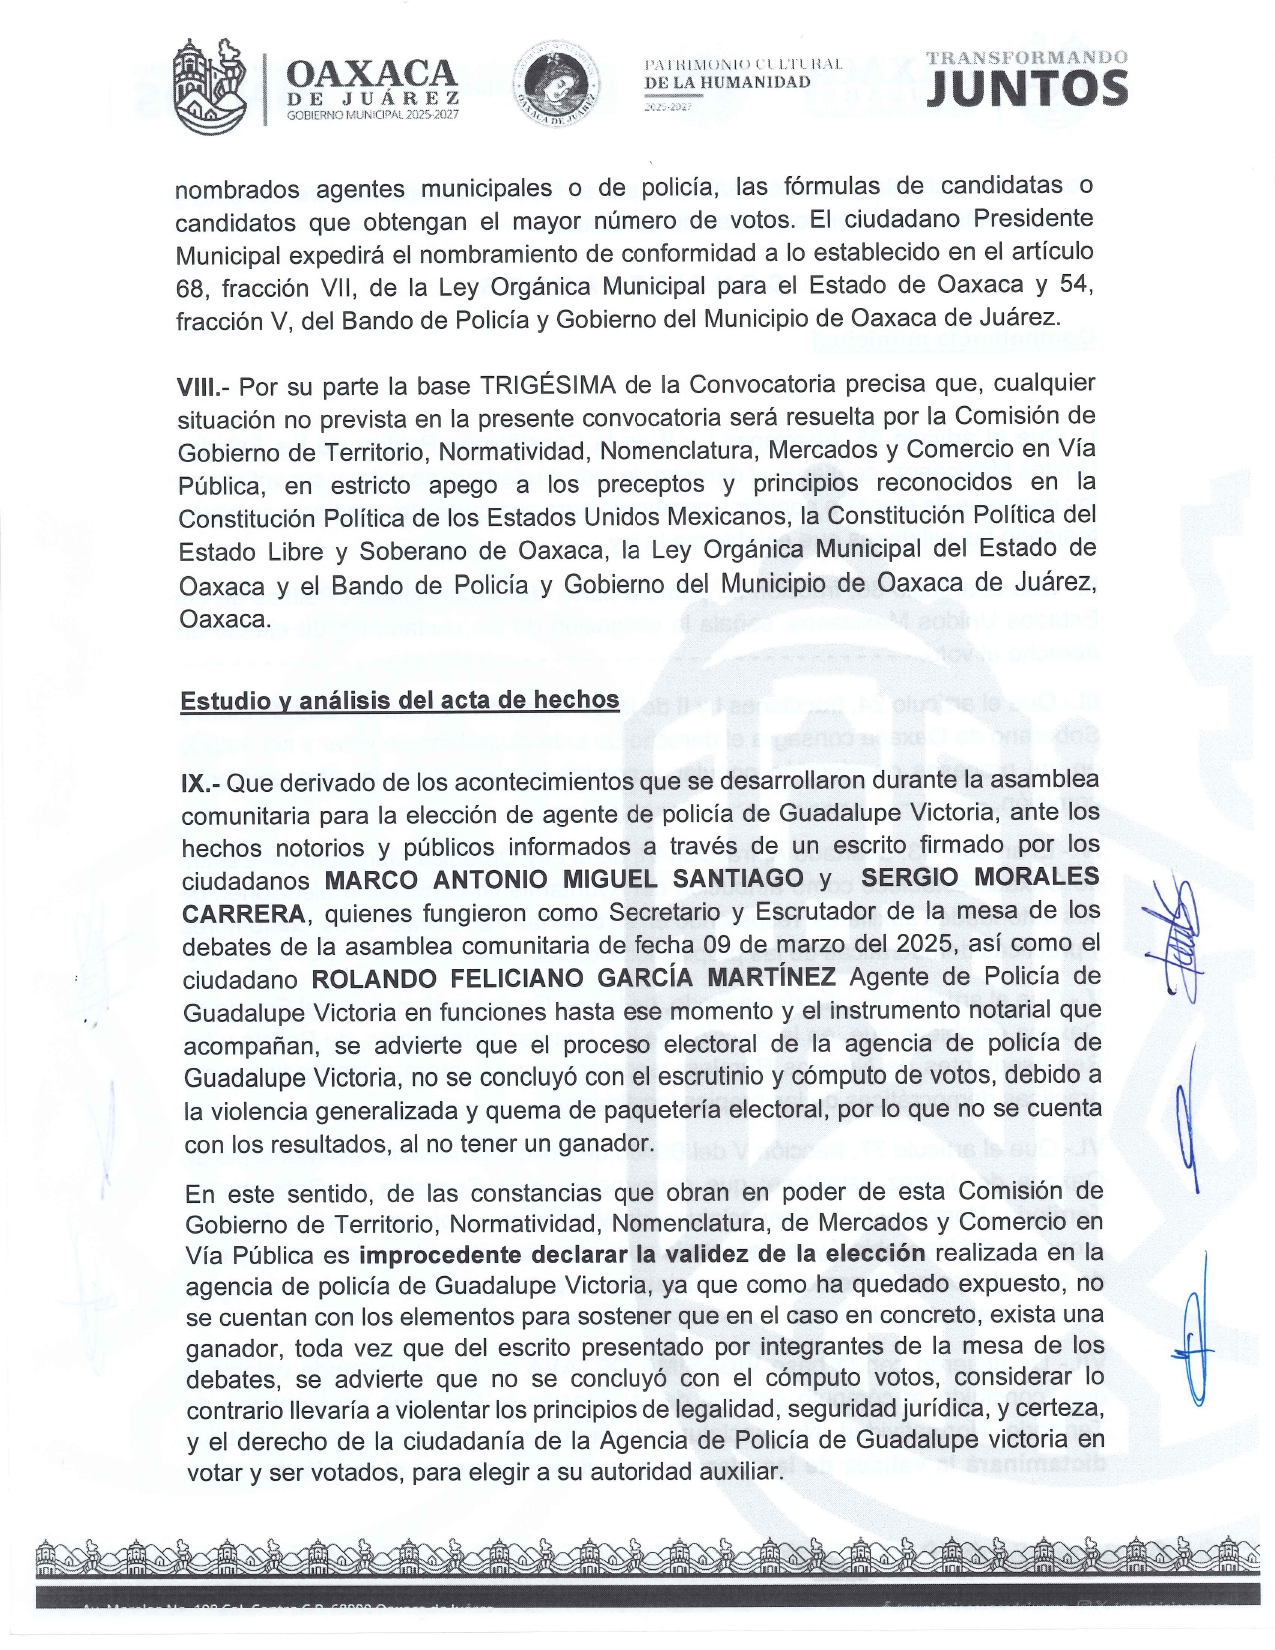 OAXACA
DE JUÁREZ
GOBIERNO MUNICIPAL 2025-2027
PATRIMONIO CULTURAL
DE LA HUMANIDAD
2025-2027
TRANSFORMANDO
JUNTOS
nombrados agentes municipales o de policía, las fórmulas de candidatas o
candidatos que obtengan el mayor número de votos. El ciudadano Presidente
Municipal expedirá el nombramiento de conformidad a lo establecido en el artículo
68, fracción VII, de la Ley Orgánica Municipal para el Estado de Oaxaca y 54,
fracción V, del Bando de Policía y Gobierno del Municipio de Oaxaca de Juárez.
VIII.- Por su parte la base TRIGÉSIMA de la Convocatoria precisa que, cualquier
situación no prevista en la presente convocatoria será resuelta por la Comisión de
Gobierno de Territorio, Normatividad, Nomenclatura, Mercados y Comercio en Vía
Pública, en estricto apego a los preceptos y principios reconocidos en la
Constitución Política de los Estados Unidos Mexicanos, la Constitución Política del
Estado Libre y Soberano de Oaxaca, la Ley Orgánica Municipal del Estado de
Oaxaca y el Bando de Policía y Gobierno del Municipio de Oaxaca de Juárez,
Oaxaca.
Estudio y análisis del acta de hechos
IX.- Que derivado de los acontecimientos que se desarrollaron durante la asamblea
comunitaria para la elección de agente de policía de Guadalupe Victoria, ante los
hechos notorios y públicos informados a través de un escrito firmado por los
ciudadanos MARCO ANTONIO MIGUEL SANTIAGO y SERGIO MORALES
CARRERA, quienes fungieron como Secretario y Escrutador de la mesa de los
debates de la asamblea comunitaria de fecha 09 de marzo del 2025, así como el
ciudadano ROLANDO FELICIANO GARCÍA MARTÍNEZ Agente de Policía de
Guadalupe Victoria en funciones hasta ese momento y el instrumento notarial que
acompañan, se advierte que el proceso electoral de la agencia de policía de
Guadalupe Victoria, no se concluyó con el escrutinio y cómputo de votos, debido a
la violencia generalizada y quema de paquetería electoral, por lo que no se cuenta
con los resultados, al no tener un ganador.
En este sentido, de las constancias que obran en poder de esta Comisión de
Gobierno de Territorio, Normatividad, Nomenclatura, de Mercados y Comercio en
Vía Pública es improcedente declarar la validez de la elección realizada en la
agencia de policía de Guadalupe Victoria, ya que como ha quedado expuesto, no
se cuentan con los elementos para sostener que en el caso en concreto, exista una
ganador, toda vez que del escrito presentado por integrantes de la mesa de los
debates, se advierte que no se concluyó con el cómputo votos, considerar lo
contrario llevaría a violentar los principios de legalidad, seguridad jurídica, y certeza,
y el derecho de la ciudadanía de la Agencia de Policía de Guadalupe victoria en
votar y ser votados, para elegir a su autoridad auxiliar.